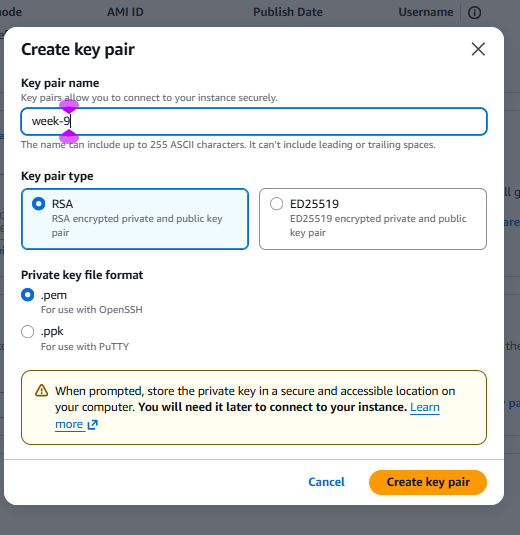 node AMI ID Publish Date Username
Create key pair
Key pair name
Key pairs allow you to connect to your instance securely.
week-9
The name can include up to 255 ASCII characters. It can't include leading or trailing spaces.
Key pair type
RSA
RSA encrypted private and public key
pair
ED25519
ED25519 encrypted private and public
key pair
Private key file format
.pem
For use with OpenSSH
.ppk
For use with PuTTY
When prompted, store the private key in a secure and accessible location on
your computer. You will need it later to connect to your instance. Learn
more
Cancel Create key pair